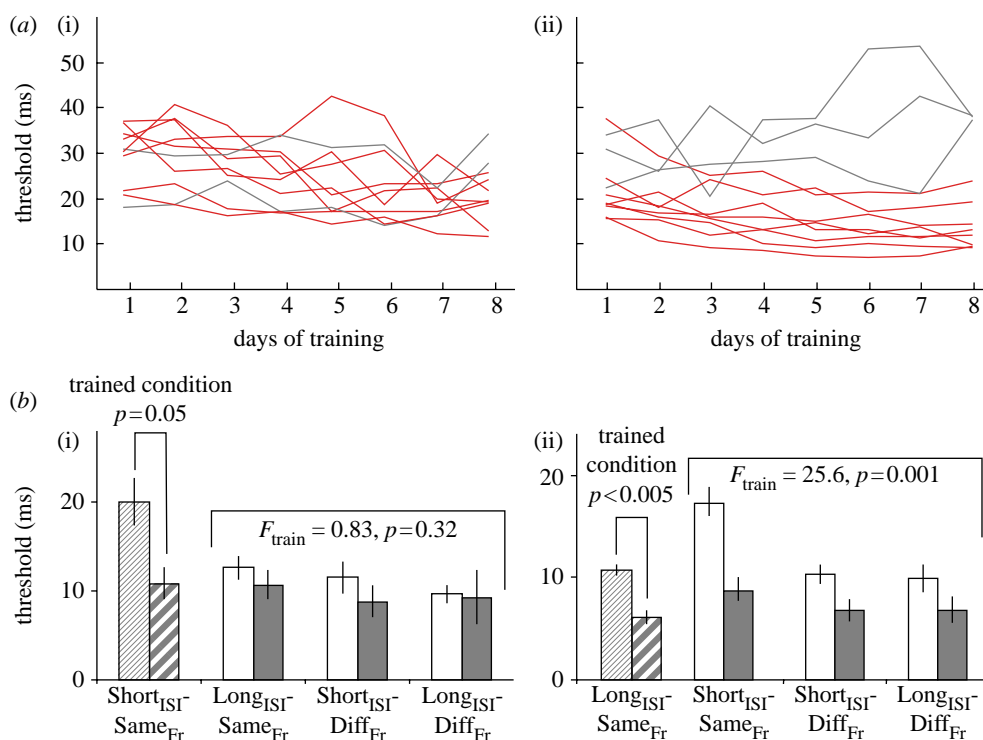 (a) (i)
(ii)
50
40
30
20
10
threshold (ms)
1 2 3 4 5 6 7 8
days of training
1 2 3 4 5 6 7 8
days of training
trained condition
p=0.05
(b) (i)
20
10
0
threshold (ms)
F_train = 0.83, p=0.32
Short_ISI- Long_ISI- Short_ISI- Long_ISI-
Same_Fr Same_Fr Diff_Fr Diff_Fr
(ii)
trained
condition
p<0.005
F_train = 25.6, p=0.001
20
10
0
Long_ISI- Short_ISI- Short_ISI- Long_ISI-
Same_Fr Same_Fr Diff_Fr Diff_Fr